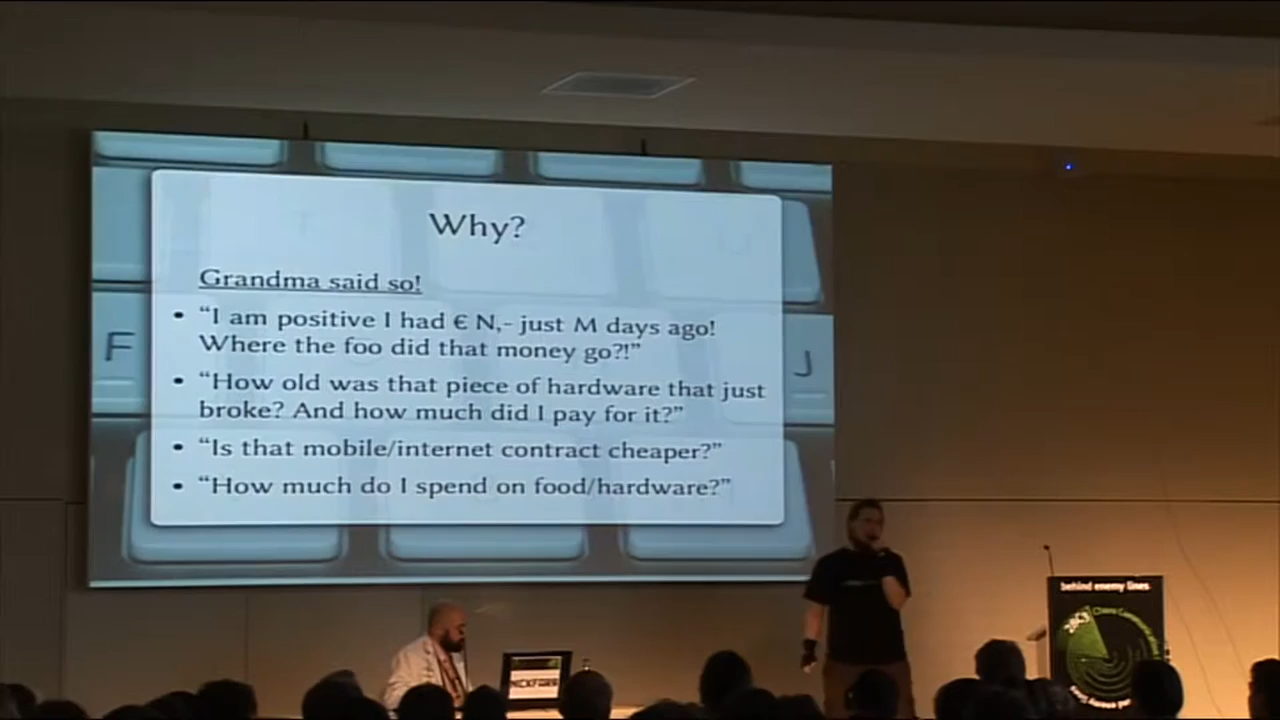 Why?
Grandma said so!
• “I am positive I had € N,- just M days ago!
Where the foo did that money go?!”
• “How old was that piece of hardware that just
broke? And how much did I pay for it?”
• “Is that mobile/internet contract cheaper?”
• “How much do I spend on food/hardware?”
F
J
behind enemy lines
28C3